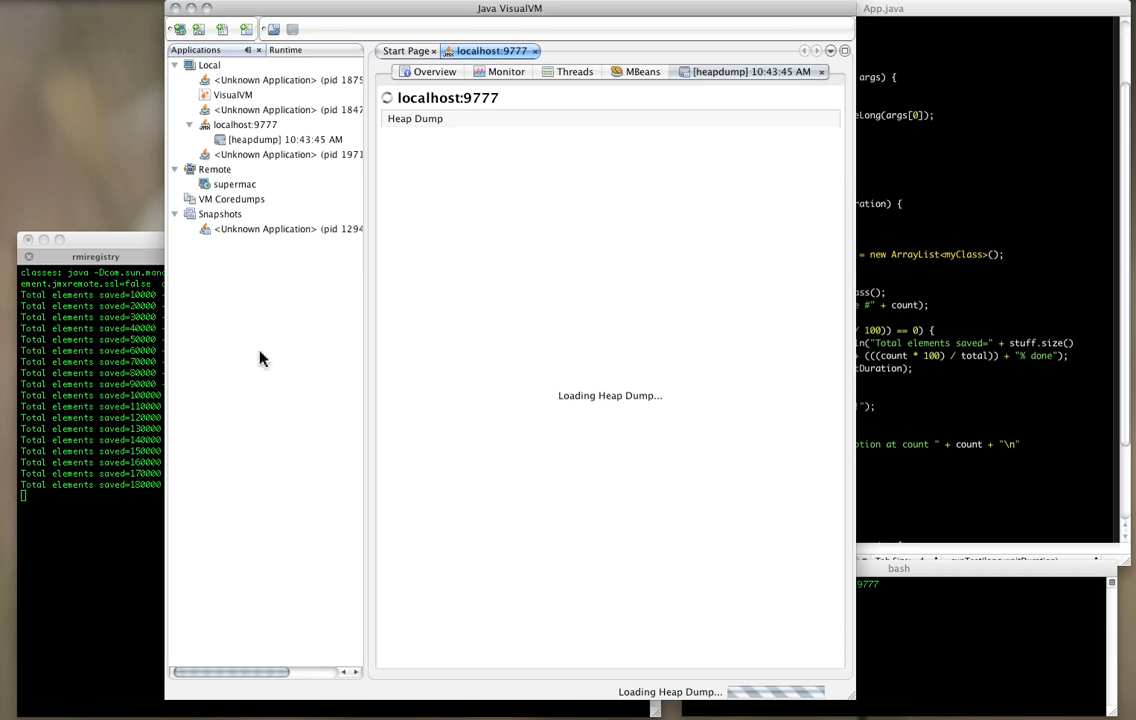 Java VisualVM
App.java
Applications
Runtime
Start Page
localhost:9777
Local
<Unknown Application> (pid 1875
VisualVM
<Unknown Application> (pid 1847
localhost:9777
[heapdump] 10:43:45 AM
<Unknown Application> (pid 1971
Remote
supermac
VM Coredumps
Snapshots
<Unknown Application> (pid 1294
Overview
Monitor
Threads
MBeans
[heapdump] 10:43:45 AM
localhost:9777
Heap Dump
Loading Heap Dump...
Loading Heap Dump...
rmiregistry
classes: java -Dcom.sun.man
ement.jmxremote.ssl=false
Total elements saved=10000
Total elements saved=20000
Total elements saved=30000
Total elements saved=40000
Total elements saved=50000
Total elements saved=60000
Total elements saved=70000
Total elements saved=80000
Total elements saved=90000
Total elements saved=100000
Total elements saved=110000
Total elements saved=120000
Total elements saved=130000
Total elements saved=140000
Total elements saved=150000
Total elements saved=160000
Total elements saved=170000
Total elements saved=180000
args) {
eLong(args[0]);
ration) {
= new ArrayList<myClass>();
ass();
e #" + count);
/ 100)) == 0) {
ln("Total elements saved=" + stuff.size()
+ (((count * 100) / total)) + "% done");
tDuration);
!");
ption at count " + count + "\n"
bash
9777